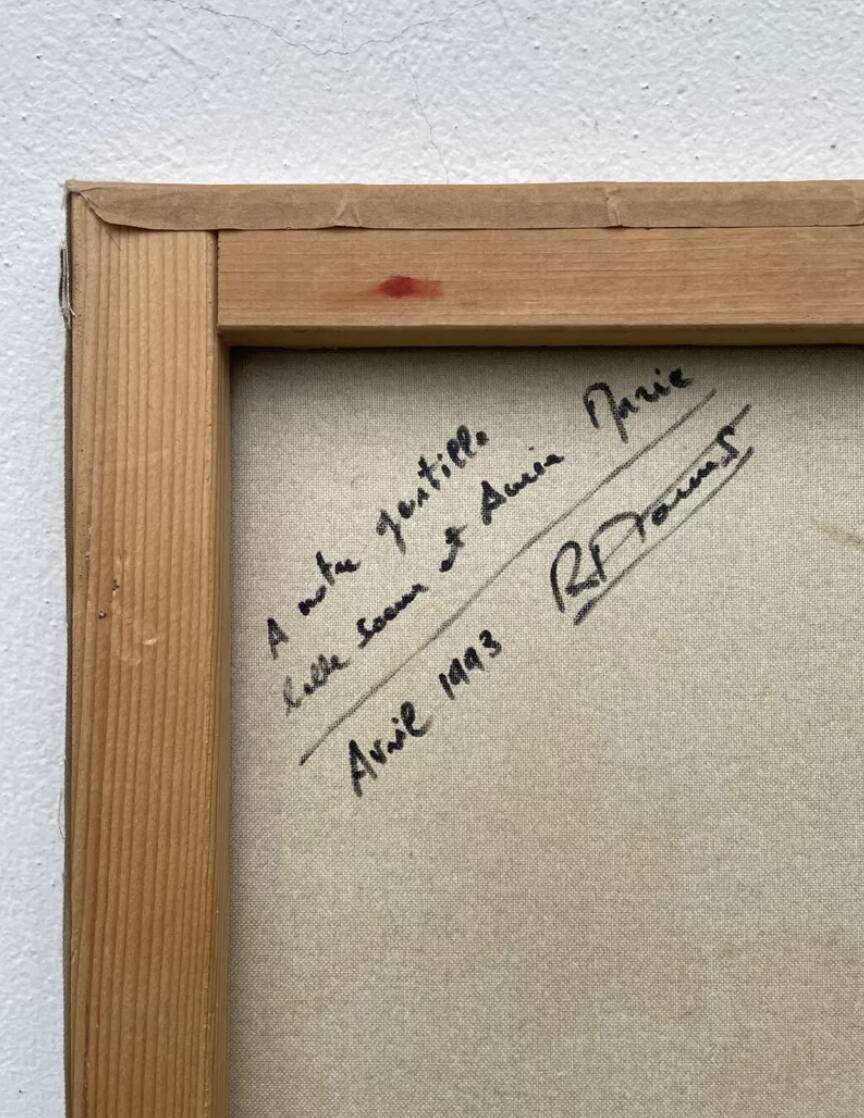 A notre gentille
belle soeur et Amie Marie
Avril 1993